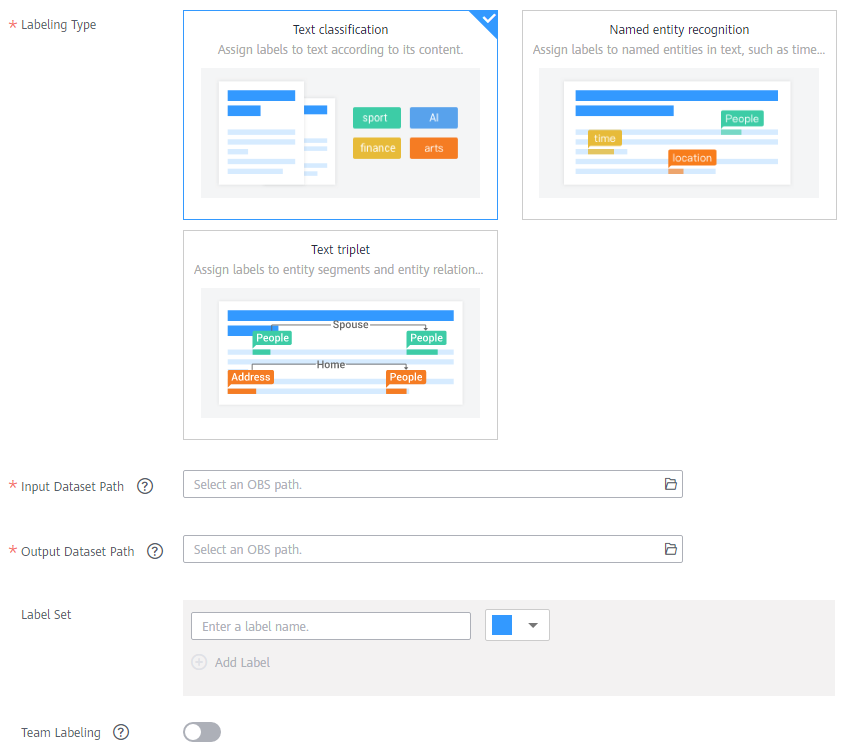 * Labeling Type
Text classification
Assign labels to text according to its content.
sport
AI
finance
arts
Named entity recognition
Assign labels to named entities in text, such as time...
People
time
location
Text triplet
Assign labels to entity segments and entity relation...
Spouse
People
People
Home
Address
People
* Input Dataset Path ?
Select an OBS path.
* Output Dataset Path ?
Select an OBS path.
Label Set
Enter a label name.
Add Label
Team Labeling ?